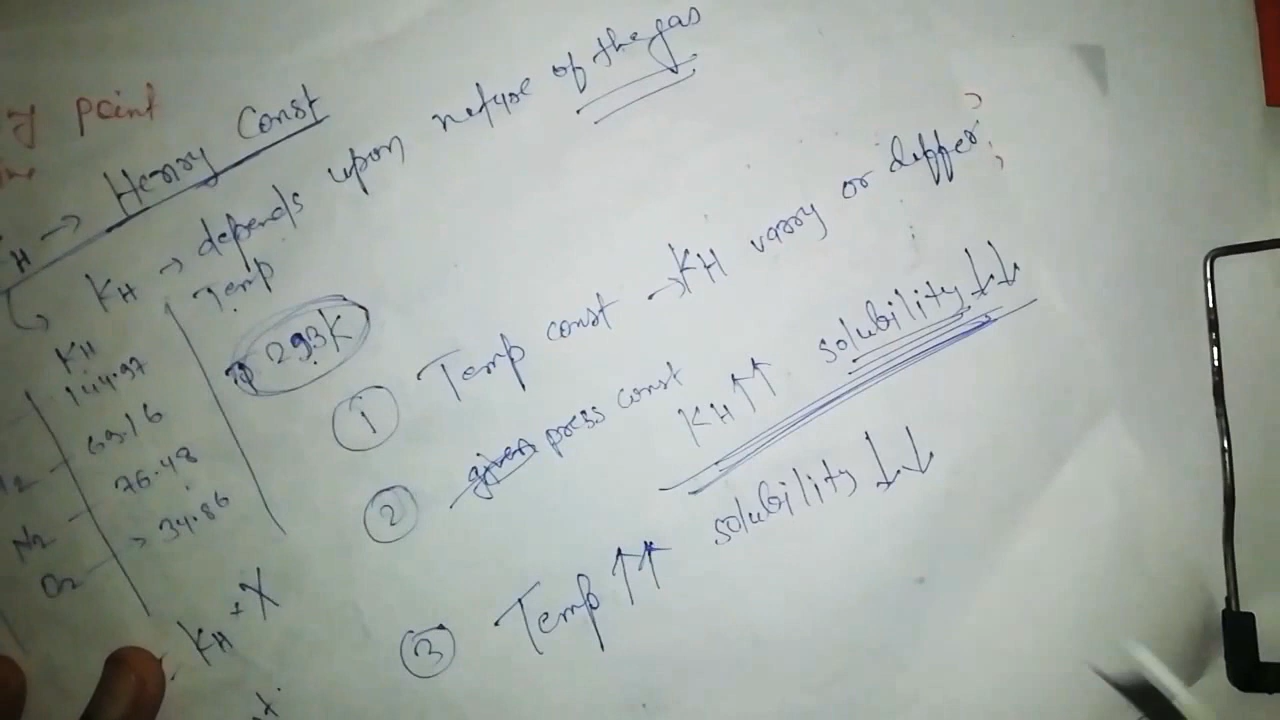 y point
H → Henry Const
KH → depends upon nature of the gas
Temp
KH
144.97
69.16
76.48
N2
O2 → 34.86
293K
① Temp const → KH varry or differ
② given press const KH ↑↑ solubility ↓↓
③ Temp ↑↑ solubility ↓↓
KH